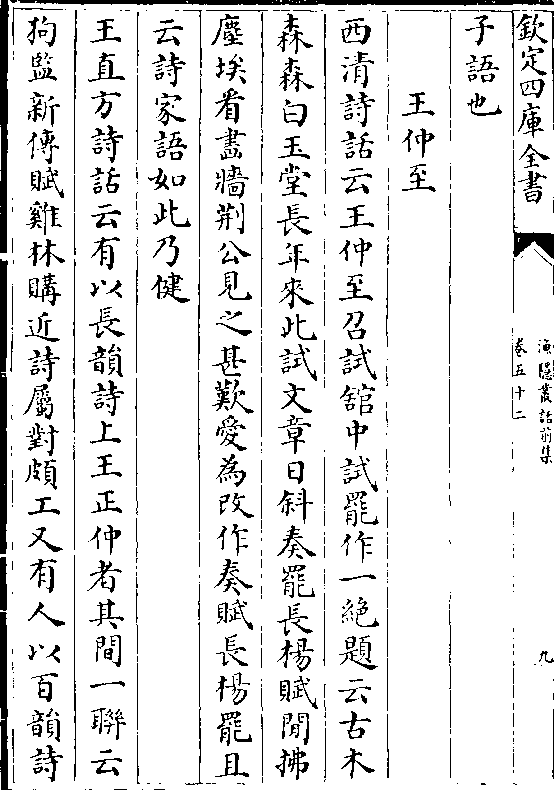 欽定四庫全書
漁隱叢話前集
卷五十二
九
子語也
王仲至
西清詩話云王仲至召試舘中試罷作一絶題云古木
森森白玉堂長年來此試文章日斜奏罷長楊賦閒拂
塵埃看畫牆荆公見之甚歎愛為改作奏賦長楊罷且
云詩家語如此乃健
王直方詩話云有以長韻詩上王正仲者其間一聯云
狗監新傳賦雞林購近詩屬對頗工又有人以百韻詩